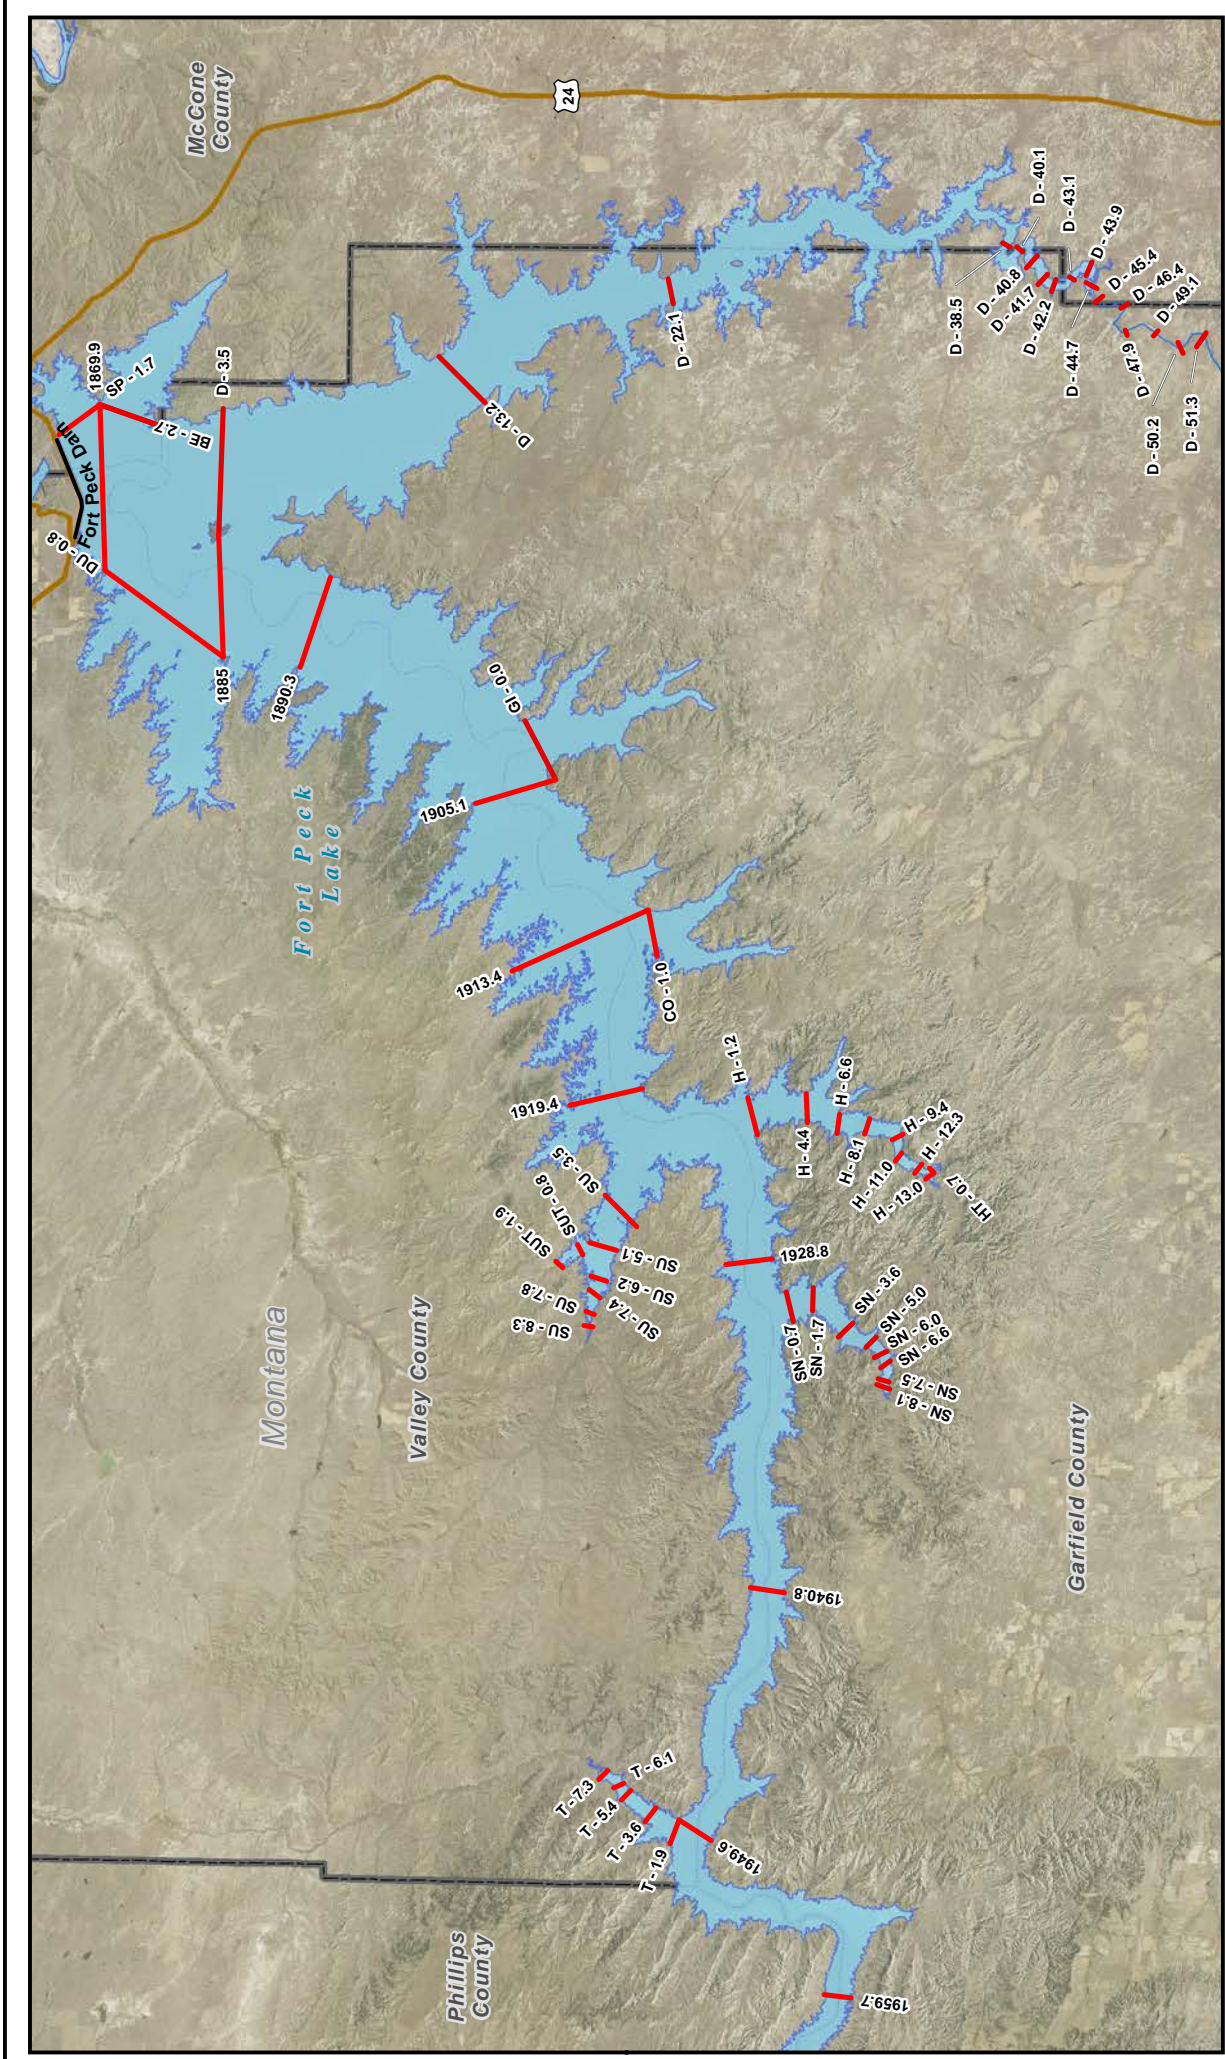 McCone
County
24
1869.9
SP - 1.7
Fort Peck Dam
DU - 0.8
BE - 2.7
D - 3.5
1885
1890.3
D - 13.2
D - 22.1
D - 38.5
D - 40.1
D - 40.8
D - 41.7
D - 42.2
D - 43.1
D - 43.9
D - 44.7
D - 45.4
D - 46.4
D - 47.9
D - 49.1
D - 50.2
D - 51.3
GI - 0.0
1905.1
Fort Peck
Lake
1913.4
CO - 1.0
1919.4
H - 1.2
H - 4.4
H - 6.6
H - 8.1
H - 9.4
H - 11.0
H - 12.3
H - 13.0
HT - 0.7
SU - 3.5
SUT - 0.8
SUT - 1.9
SU - 5.1
SU - 6.2
SU - 7.4
SU - 7.8
SU - 8.3
1928.8
SN - 0.7
SN - 1.7
SN - 3.6
SN - 5.0
SN - 6.0
SN - 6.6
SN - 7.5
SN - 8.1
Montana
Valley County
Garfield County
1940.8
T - 7.3
T - 6.1
T - 5.4
T - 3.6
T - 1.9
1949.6
Phillips
County
1959.7